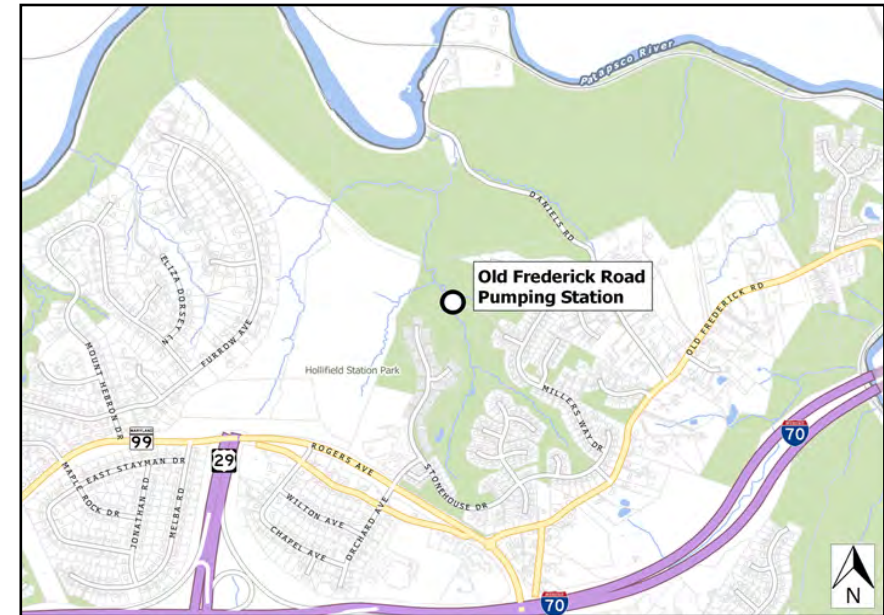 Patapsco River
DANIELS RD
Old Frederick Road
Pumping Station
ELIZA DORSEY LN
FURROW AVE
OLD FREDERICK RD
MOUNT HEBRON DR
Hollifield Station Park
MILLERS WAY DR
MARYLAND
99
29
70
ROGERS AVE
EAST STAYMAN DR
STONEHOUSE DR
MAPLE ROCK DR
JONATHAN RD
MELBA RD
WILTON AVE
ORCHARD AVE
CHAPEL AVE
70
N